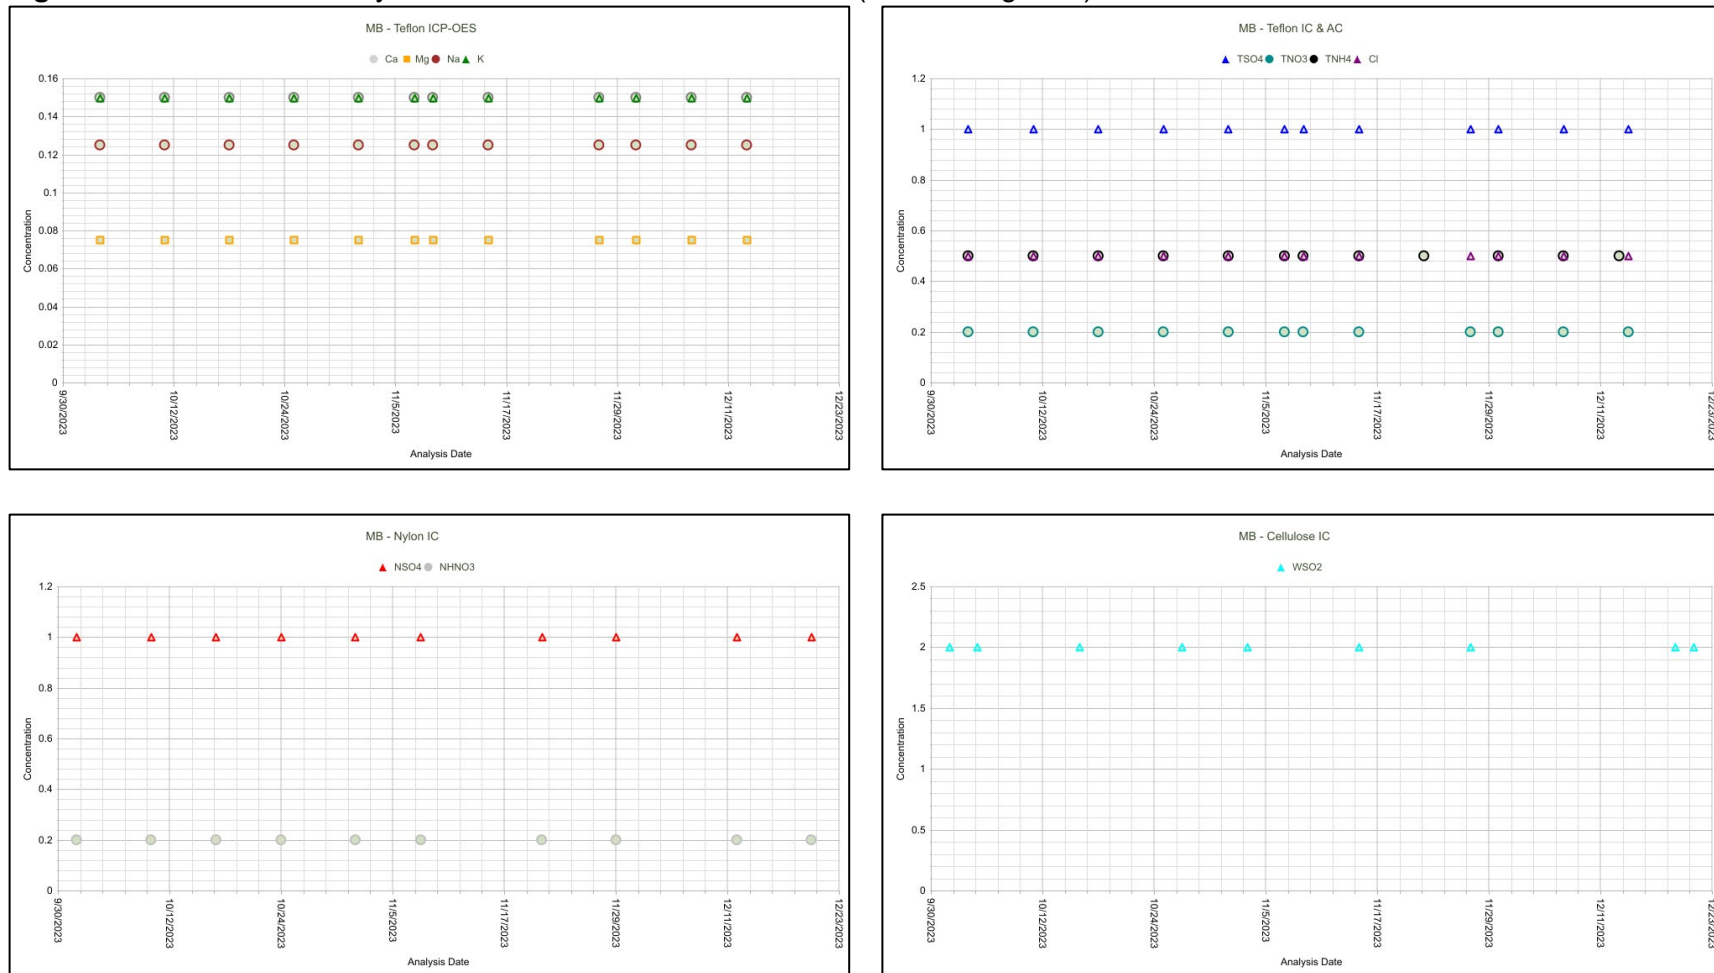 MB - Teflon ICP-OES
Ca Mg Na K
0.16
0.14
0.12
0.1
0.08
0.06
0.04
0.02
0
Concentration
9/30/2023 10/12/2023 10/24/2023 11/5/2023 11/17/2023 11/29/2023 12/11/2023 12/23/2023
Analysis Date
MB - Teflon IC & AC
TSO4 TNO3 TNH4 Cl
1.2
1
0.8
0.6
0.4
0.2
0
Concentration
9/30/2023 10/12/2023 10/24/2023 11/5/2023 11/17/2023 11/29/2023 12/11/2023 12/23/2023
Analysis Date
MB - Nylon IC
NSO4 NHNO3
1.2
1
0.8
0.6
0.4
0.2
0
Concentration
9/30/2023 10/12/2023 10/24/2023 11/5/2023 11/17/2023 11/29/2023 12/11/2023 12/23/2023
Analysis Date
MB - Cellulose IC
WSO2
2.5
2
1.5
1
0.5
0
Concentration
9/30/2023 10/12/2023 10/24/2023 11/5/2023 11/17/2023 11/29/2023 12/11/2023 12/23/2023
Analysis Date